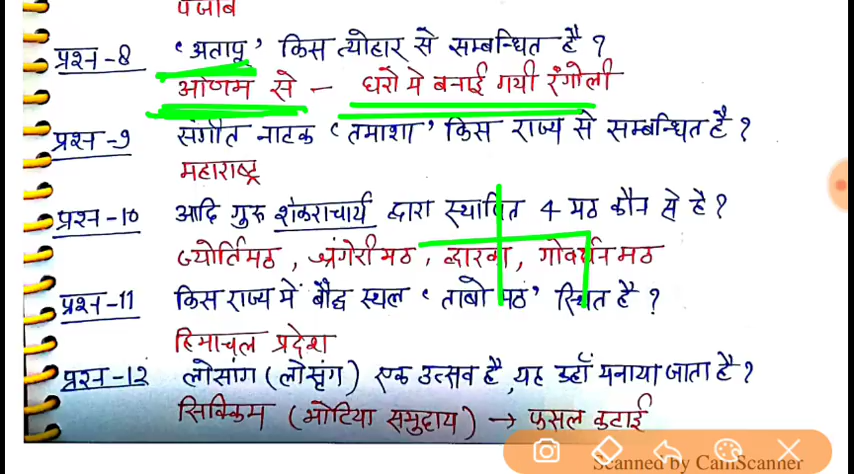 पंजाब
प्रश्न-8 'अतापू' किस त्योहार से सम्बन्धित है ?
ओणम से - घरो मे बनाई गयी रंगोली
प्रश्न-9 संगीत नाटक 'तमाशा' किस राज्य से सम्बन्धित है ?
महाराष्ट्र
प्रश्न-10 आदि गुरु शंकराचार्य द्वारा स्थापित 4 मठ कौन से है ?
ज्योर्तिमठ, श्रंगेरी मठ, द्वारका, गोवर्धन मठ
प्रश्न-11 किस राज्य में बौद्ध स्थल 'ताबो मठ' स्थित है ?
हिमाचल प्रदेश
प्रश्न-12 लोसांग (लोसूंग) एक उत्सव है, यह कहाँ मनाया जाता है ?
सिक्किम (भोटिया समुदाय) → फसल कटाई
Scanned by CamScanner